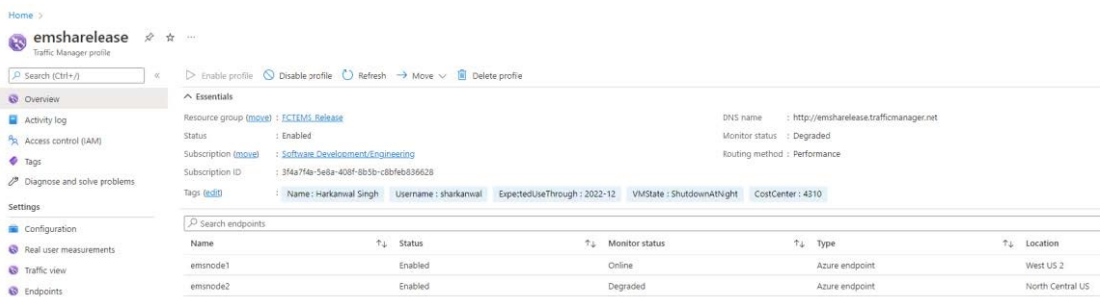 Home >
emsharelease
Traffic Manager profile
Search (Ctrl+/)
Overview
Activity log
Access control (IAM)
Tags
Diagnose and solve problems
Settings
Configuration
Real user measurements
Traffic view
Endpoints
Enable profile Disable profile Refresh Move Delete profile
Essentials
Resource group (move) : FCTEMS_Release
Status : Enabled
Subscription (move) : Software Development/Engineering
Subscription ID : 3f4a7f4a-5e8a-408f-8b5b-c8bfeb836628
Tags (edit) : Name : Harkanwal Singh Username : sharkanwal ExpectedUseThrough : 2022-12 VMState : ShutdownAtNight CostCenter : 4310
DNS name : http://emsharelease.trafficmanager.net
Monitor status : Degraded
Routing method : Performance
Search endpoints
Name Status Monitor status Type Location
emsnode1 Enabled Online Azure endpoint West US 2
emsnode2 Enabled Degraded Azure endpoint North Central US